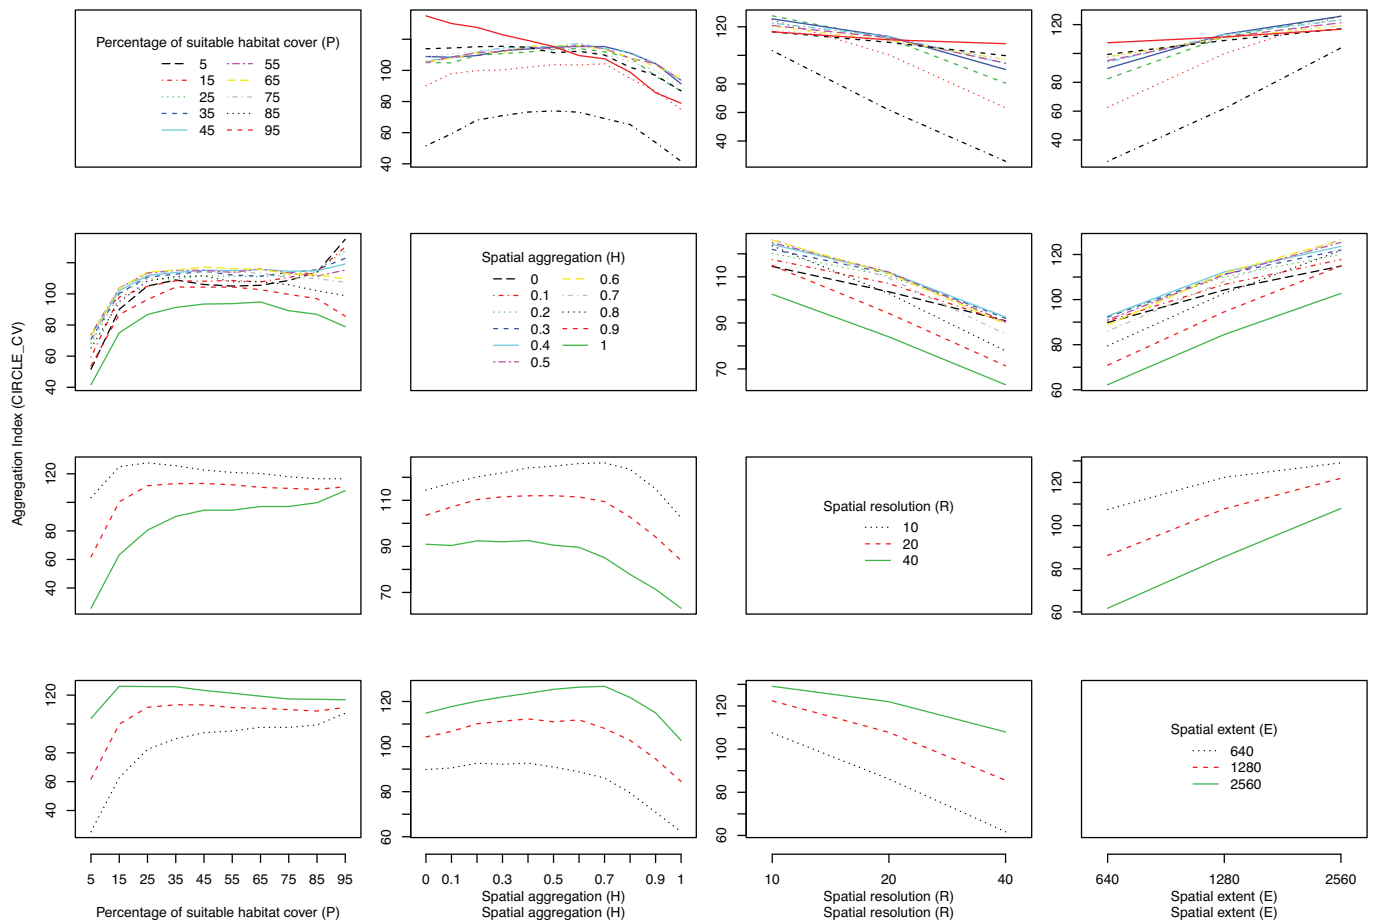 Percentage of suitable habitat cover (P)
5 55
15 65
25 75
35 85
45 95
40 60 80 100
40 60 80 100 120
40 60 80 100 120
Aggregation Index (CIRCLE_CV)
40 60 80 100
Spatial aggregation (H)
0 0.6
0.1 0.7
0.2 0.8
0.3 0.9
0.4 1
0.5
70 90 110
60 80 100 120
40 60 80 100 120
70 90 110
Spatial resolution (R)
10
20
40
60 80 100 120
40 60 80 100 120
60 80 100 120
60 80 100 120
Spatial extent (E)
640
1280
2560
5 15 25 35 45 55 65 75 85 95
0 0.1 0.3 0.5 0.7 0.9 1
10 20 40
640 1280 2560
Spatial aggregation (H)
Spatial resolution (R)
Spatial extent (E)
Percentage of suitable habitat cover (P)
Spatial aggregation (H)
Spatial resolution (R)
Spatial extent (E)